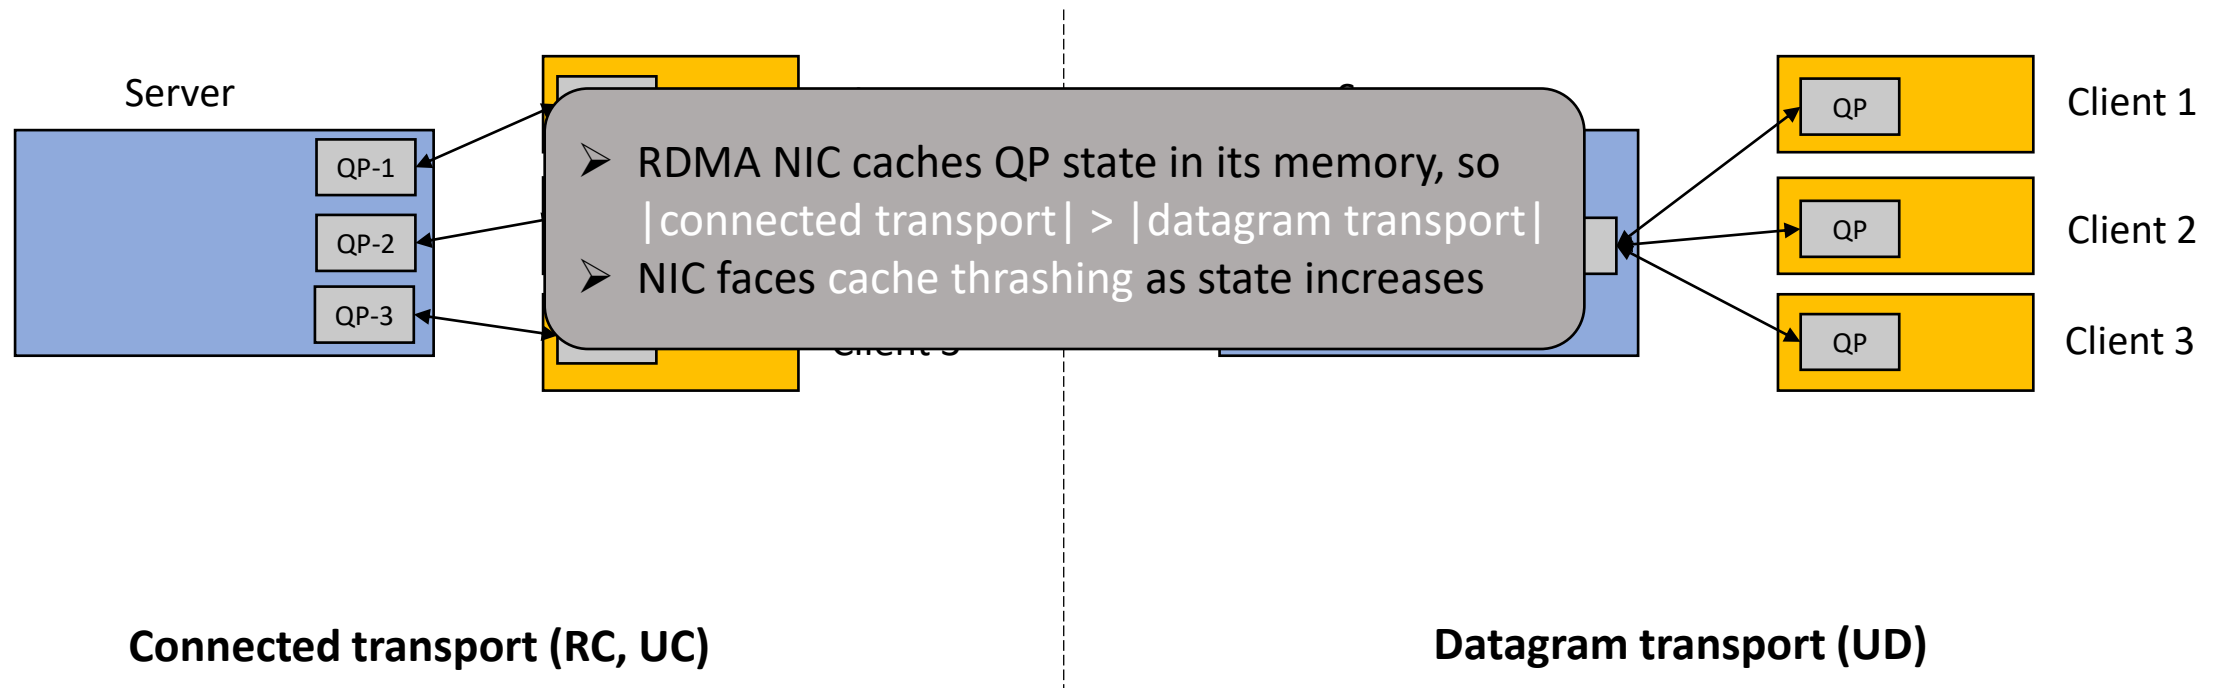 Server
QP-1
QP-2
QP-3
➢ RDMA NIC caches QP state in its memory, so
|connected transport| > |datagram transport|
➢ NIC faces cache thrashing as state increases
QP
Client 1
QP
Client 2
QP
Client 3
Connected transport (RC, UC)
Datagram transport (UD)